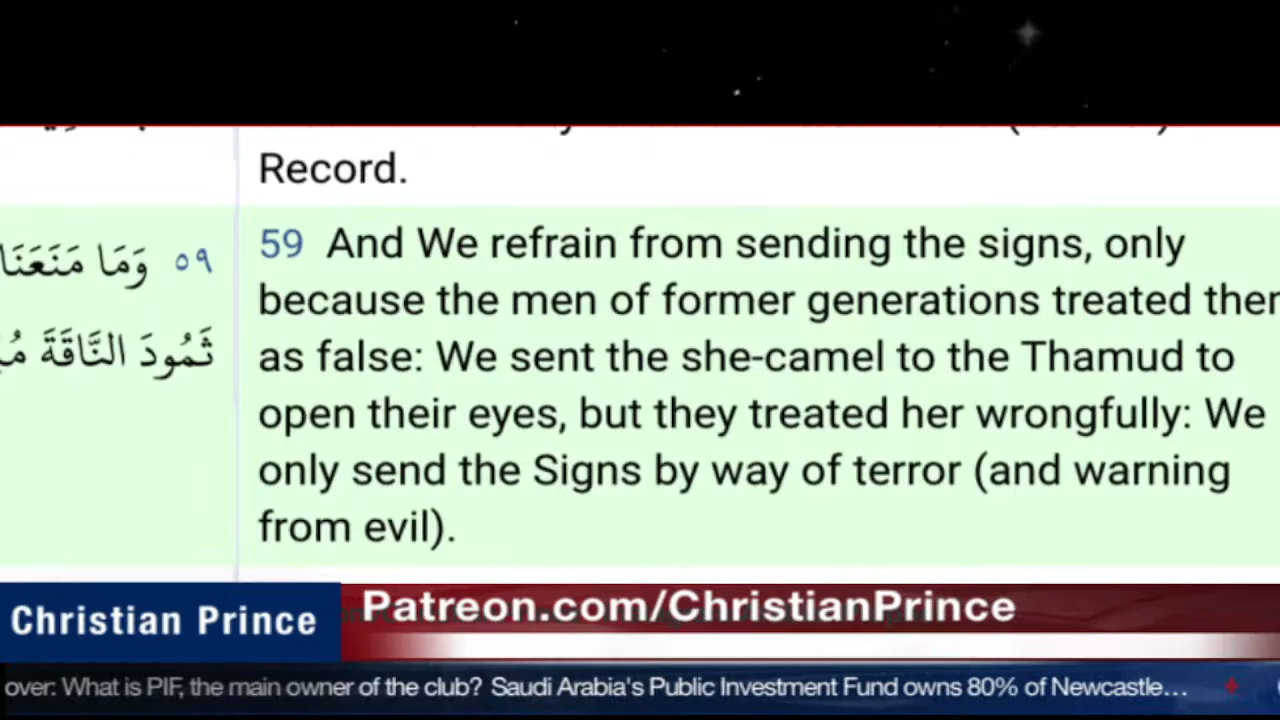 Record.
59 And We refrain from sending the signs, only
وَمَا مَنَعَنَا ٥٩
because the men of former generations treated
ثَمُودَ النَّاقَةَ
as false: We sent the she-camel to the Thamud to
open their eyes, but they treated her wrongfully: We
only send the Signs by way of terror (and warning
from evil).
Christian Prince
Patreon.com/ChristianPrince
over: What is PIF, the main owner of the club? Saudi Arabia's Public Investment Fund owns 80% of Newcastle...